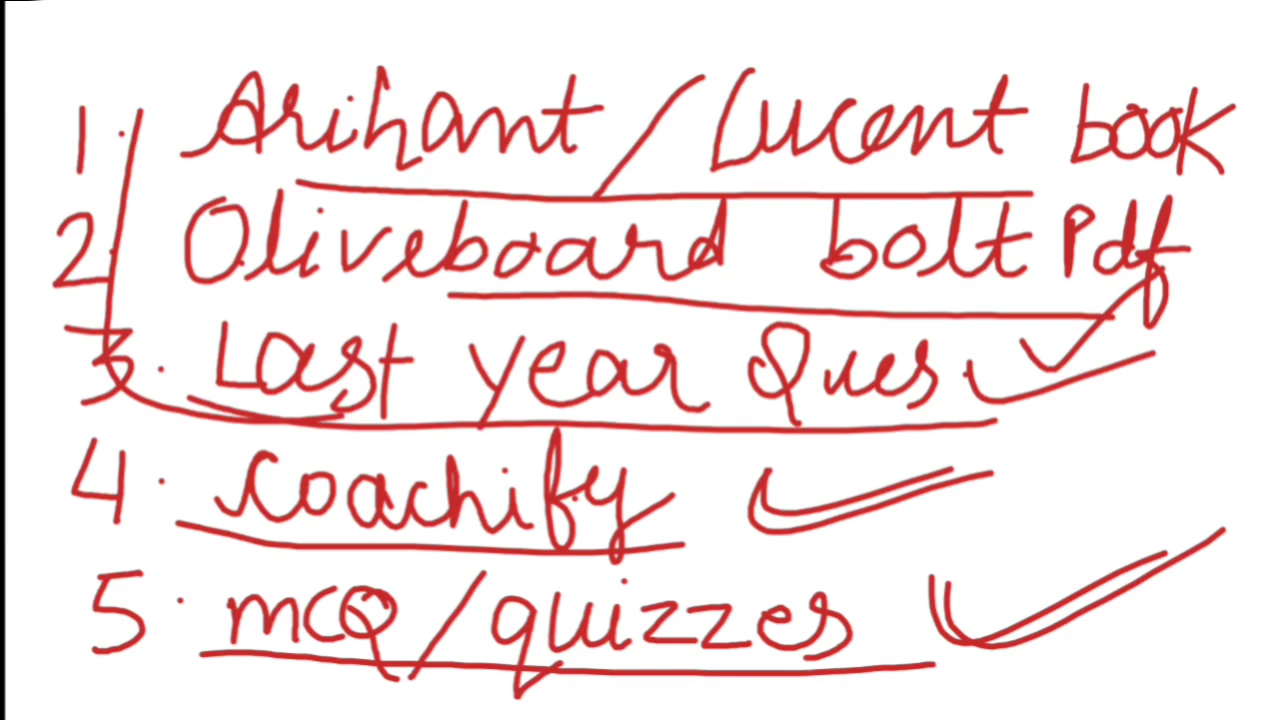 1. Arihant / Lucent book
2. Oliveboard bolt Pdf
3. Last year Ques.
4. Coachify
5. mcQ/quizzes